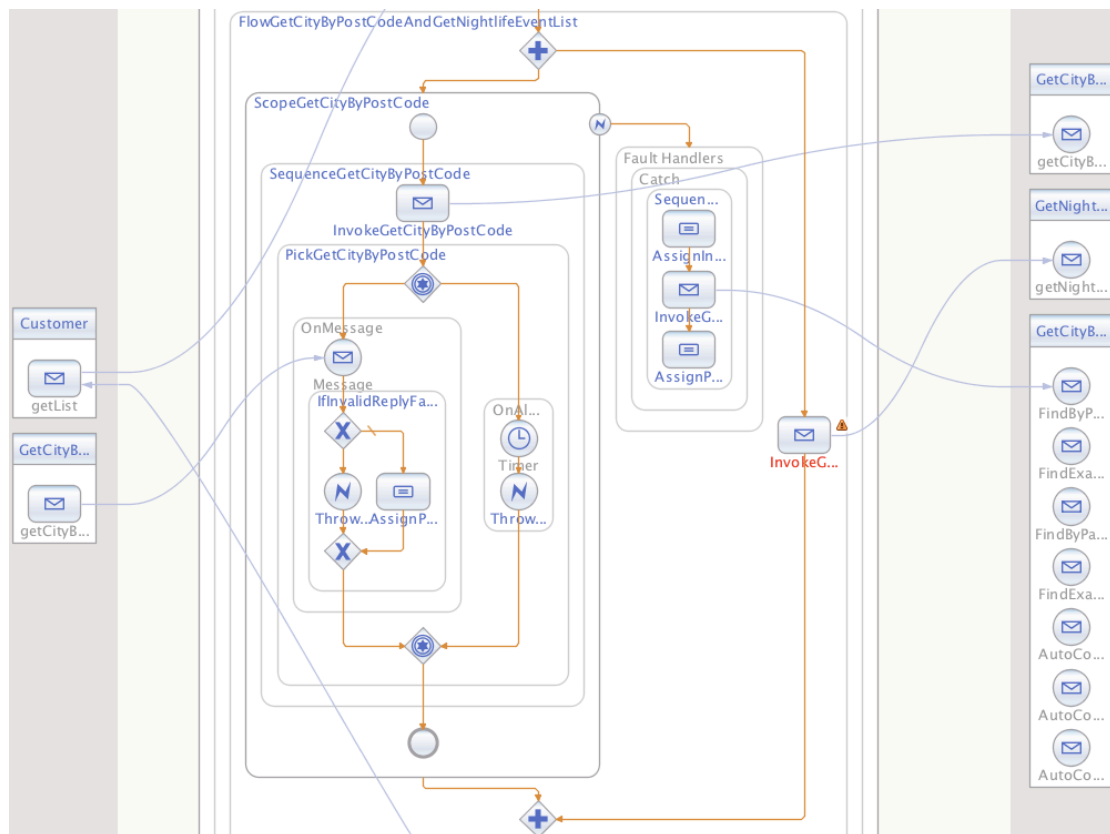 FlowGetCityByPostCodeAndGetNightlifeEventList
ScopeGetCityByPostCode
SequenceGetCityByPostCode
InvokeGetCityByPostCode
PickGetCityByPostCode
OnMessage
Message
IfInvalidReplyFa...
Throw...
AssignP...
OnAl...
Timer
Throw...
Fault Handlers
Catch
Sequen...
AssignIn...
InvokeG...
AssignP...
InvokeG...
Customer
getList
GetCityB...
getCityB...
GetCityB...
getCityB...
GetNight...
getNight...
GetCityB...
FindByP...
FindExa...
FindByPa...
FindExa...
AutoCo...
AutoCo...
AutoCo...